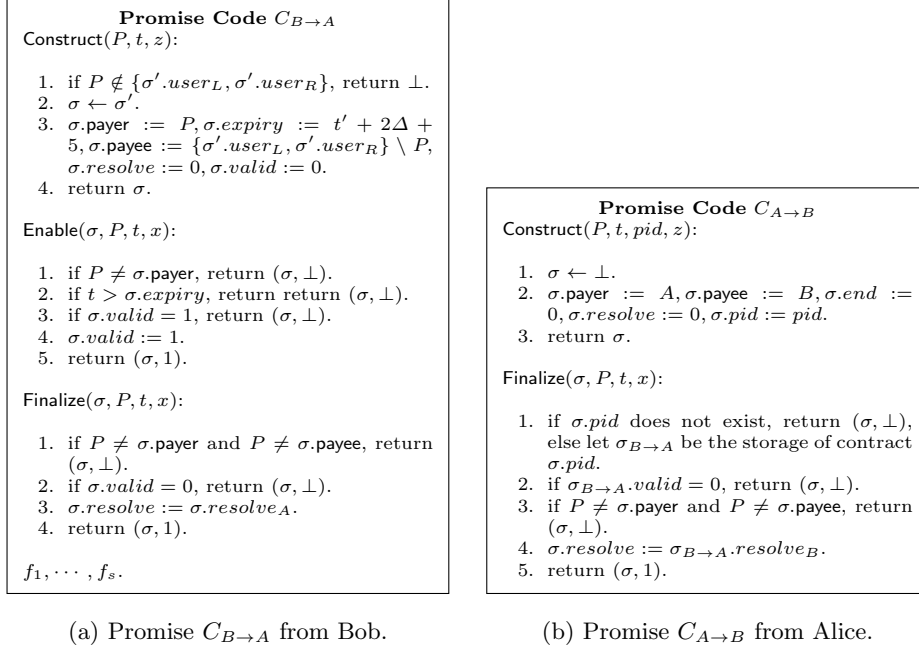 Promise Code C_{B→A}
Construct(P, t, z):
1. if P ∉ {σ′.user_L, σ′.user_R}, return ⊥.
2. σ ← σ′.
3. σ.payer := P, σ.expiry := t′ + 2Δ +
5, σ.payee := {σ′.user_L, σ′.user_R} \ P,
σ.resolve := 0, σ.valid := 0.
4. return σ.
Enable(σ, P, t, x):
1. if P ≠ σ.payer, return (σ, ⊥).
2. if t > σ.expiry, return return (σ, ⊥).
3. if σ.valid = 1, return (σ, ⊥).
4. σ.valid := 1.
5. return (σ, 1).
Finalize(σ, P, t, x):
1. if P ≠ σ.payer and P ≠ σ.payee, return
(σ, ⊥).
2. if σ.valid = 0, return (σ, ⊥).
3. σ.resolve := σ.resolve_A.
4. return (σ, 1).
f_1, ··· , f_s.
(a) Promise C_{B→A} from Bob.
Promise Code C_{A→B}
Construct(P, t, pid, z):
1. σ ← ⊥.
2. σ.payer := A, σ.payee := B, σ.end :=
0, σ.resolve := 0, σ.pid := pid.
3. return σ.
Finalize(σ, P, t, x):
1. if σ.pid does not exist, return (σ, ⊥),
else let σ_{B→A} be the storage of contract
σ.pid.
2. if σ_{B→A}.valid = 0, return (σ, ⊥).
3. if P ≠ σ.payer and P ≠ σ.payee, return
(σ, ⊥).
4. σ.resolve := σ_{B→A}.resolve_B.
5. return (σ, 1).
(b) Promise C_{A→B} from Alice.